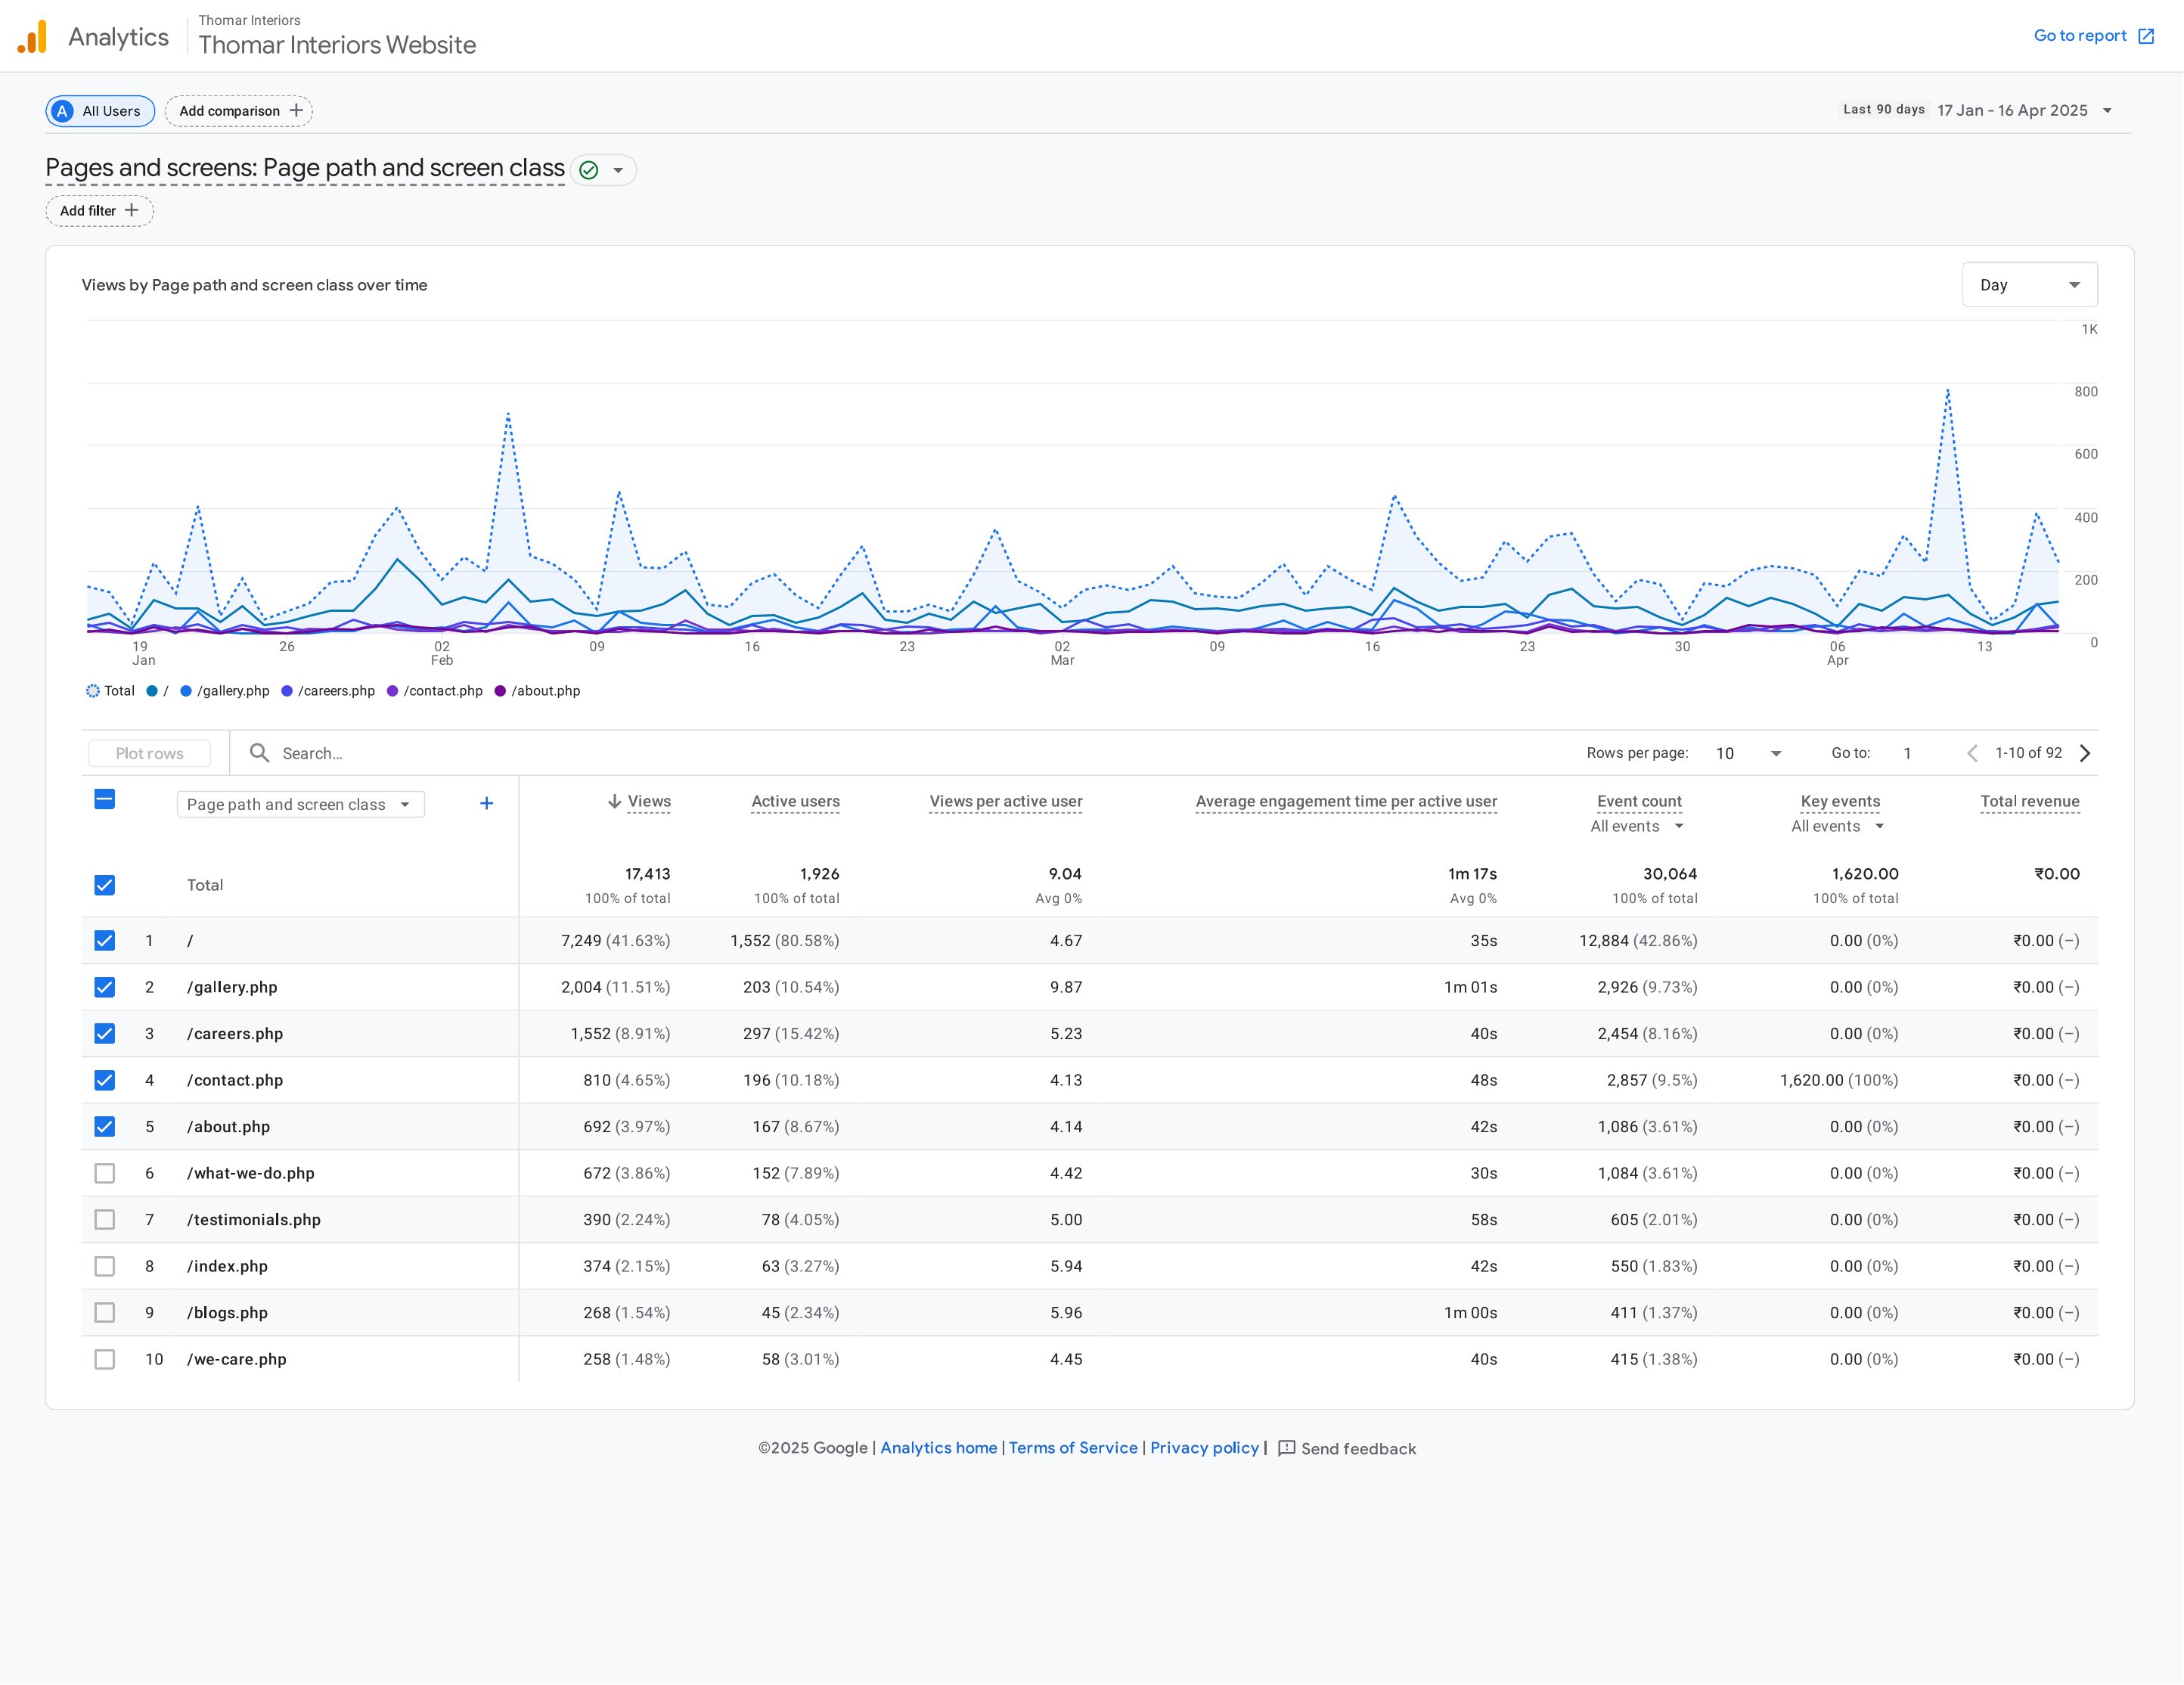 Analytics
Thomar Interiors
Thomar Interiors Website
Go to report
A All Users
Add comparison
Last 90 days 17 Jan - 16 Apr 2025
Pages and screens: Page path and screen class
Add filter
Views by Page path and screen class over time
Day
1K
800
600
400
200
0
19 26 02 09 16 23 02 09 16 23 30 06 13
Jan Feb Mar Apr
Total / /gallery.php /careers.php /contact.php /about.php
Plot rows Search... Rows per page: 10 Go to: 1 1-10 of 92
Page path and screen class + Views Active users Views per active user Average engagement time per active user Event count Key events Total revenue
All events All events
Total 17,413 1,926 9.04 1m 17s 30,064 1,620.00 ₹0.00
100% of total 100% of total Avg 0% Avg 0% 100% of total 100% of total
1 / 7,249 (41.63%) 1,552 (80.58%) 4.67 35s 12,884 (42.86%) 0.00 (0%) ₹0.00 (–)
2 /gallery.php 2,004 (11.51%) 203 (10.54%) 9.87 1m 01s 2,926 (9.73%) 0.00 (0%) ₹0.00 (–)
3 /careers.php 1,552 (8.91%) 297 (15.42%) 5.23 40s 2,454 (8.16%) 0.00 (0%) ₹0.00 (–)
4 /contact.php 810 (4.65%) 196 (10.18%) 4.13 48s 2,857 (9.5%) 1,620.00 (100%) ₹0.00 (–)
5 /about.php 692 (3.97%) 167 (8.67%) 4.14 42s 1,086 (3.61%) 0.00 (0%) ₹0.00 (–)
6 /what-we-do.php 672 (3.86%) 152 (7.89%) 4.42 30s 1,084 (3.61%) 0.00 (0%) ₹0.00 (–)
7 /testimonials.php 390 (2.24%) 78 (4.05%) 5.00 58s 605 (2.01%) 0.00 (0%) ₹0.00 (–)
8 /index.php 374 (2.15%) 63 (3.27%) 5.94 42s 550 (1.83%) 0.00 (0%) ₹0.00 (–)
9 /blogs.php 268 (1.54%) 45 (2.34%) 5.96 1m 00s 411 (1.37%) 0.00 (0%) ₹0.00 (–)
10 /we-care.php 258 (1.48%) 58 (3.01%) 4.45 40s 415 (1.38%) 0.00 (0%) ₹0.00 (–)
©2025 Google | Analytics home | Terms of Service | Privacy policy | Send feedback